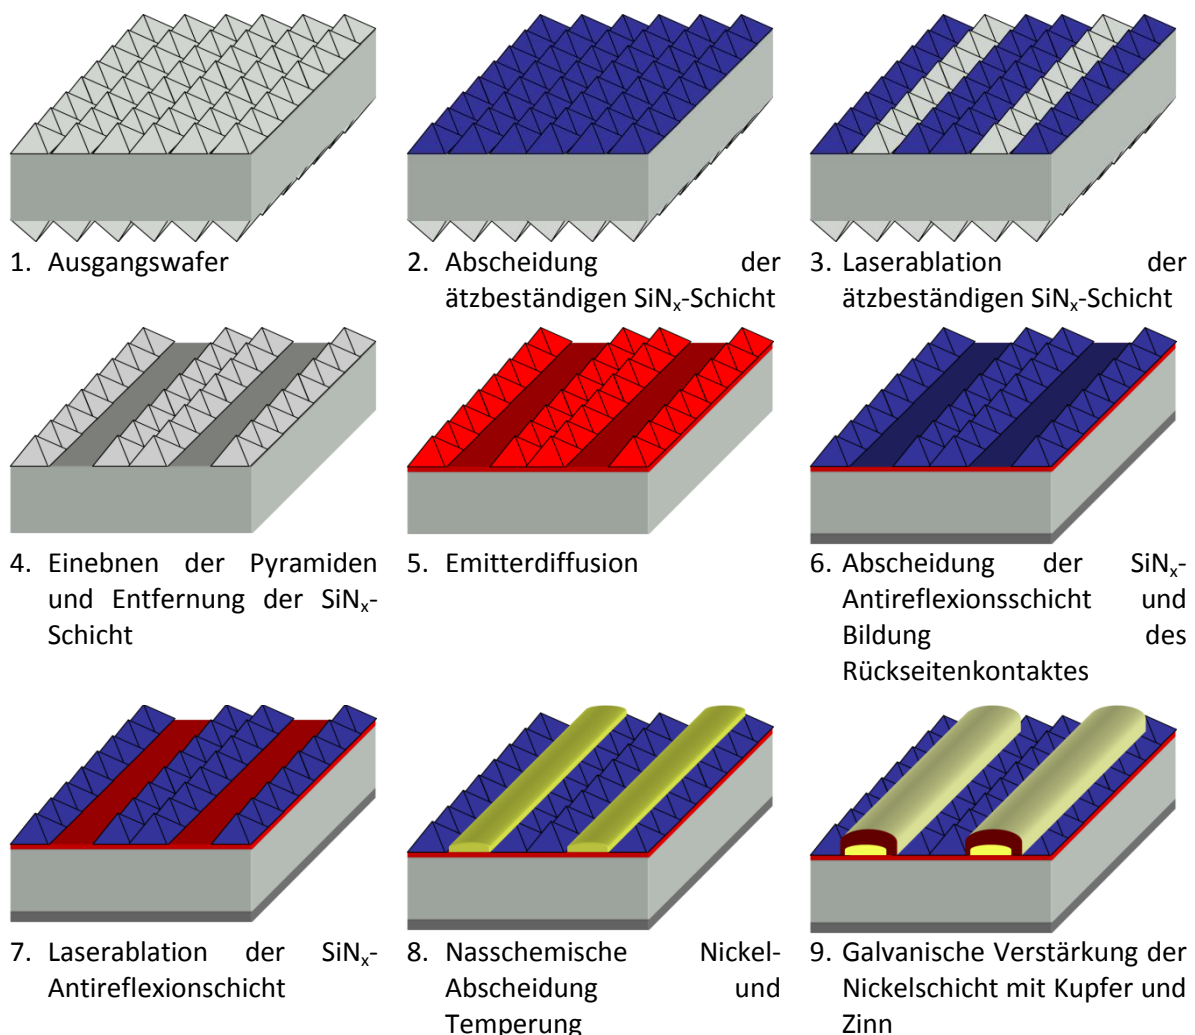 1. Ausgangswafer
2. Abscheidung der
ätzbeständigen SiNₓ-Schicht
3. Laserablation der
ätzbeständigen SiNₓ-Schicht
4. Einebnen der Pyramiden
und Entfernung der SiNₓ-
Schicht
5. Emitterdiffusion
6. Abscheidung der SiNₓ-
Antireflexionsschicht und
Bildung des
Rückseitenkontaktes
7. Laserablation der SiNₓ-
Antireflexionschicht
8. Nasschemische Nickel-
Abscheidung und
Temperung
9. Galvanische Verstärkung der
Nickelschicht mit Kupfer und
Zinn